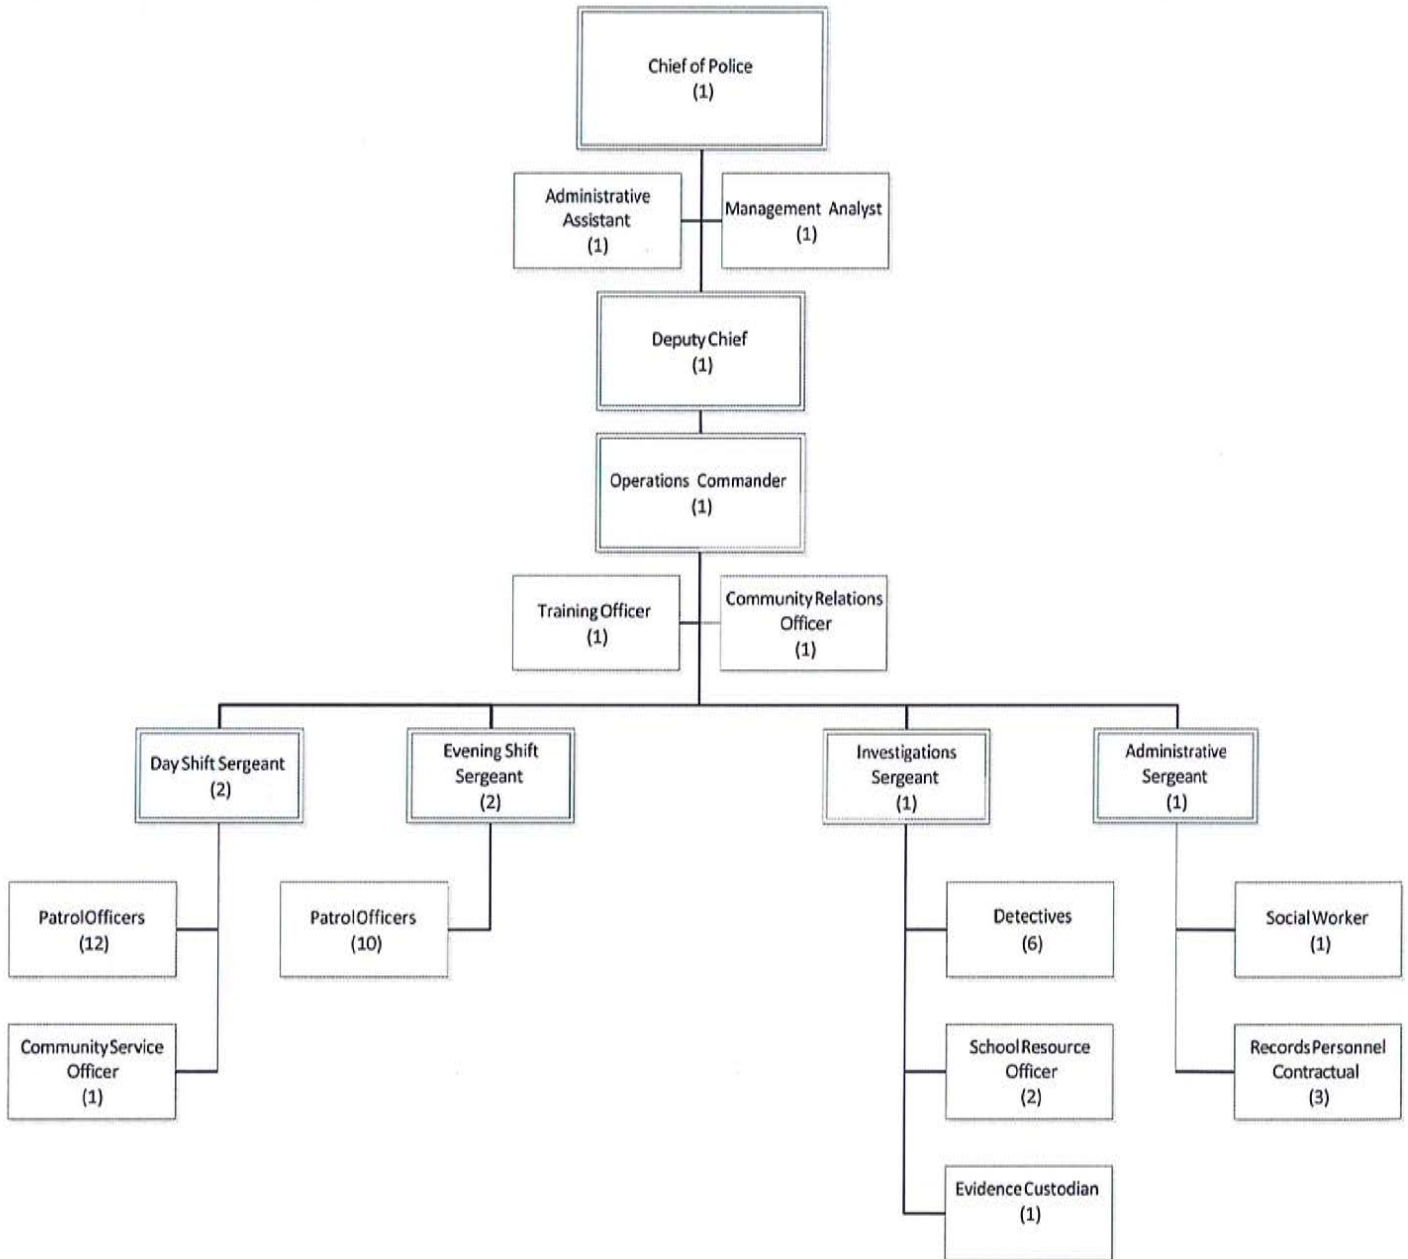 Chief of Police
(1)
Administrative
Assistant
(1)
Management Analyst
(1)
Deputy Chief
(1)
Operations Commander
(1)
Training Officer
(1)
Community Relations
Officer
(1)
Day Shift Sergeant
(2)
Evening Shift
Sergeant
(2)
Investigations
Sergeant
(1)
Administrative
Sergeant
(1)
Patrol Officers
(12)
Patrol Officers
(10)
Detectives
(6)
Social Worker
(1)
Community Service
Officer
(1)
School Resource
Officer
(2)
Records Personnel
Contractual
(3)
Evidence Custodian
(1)